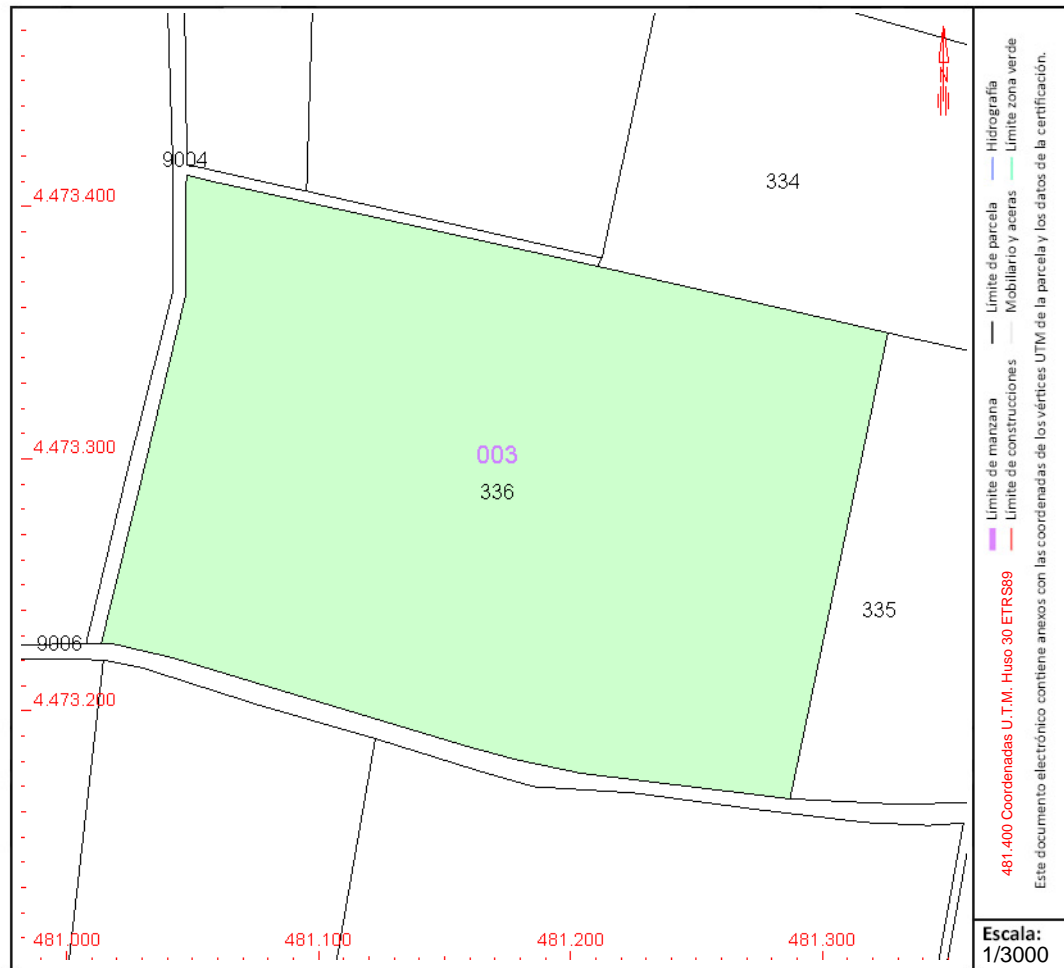 9004
4.473.400
334
N
4.473.300
003
336
335
9006
4.473.200
481.000
481.100
481.200
481.300
Límite de manzana
Límite de parcela
Hidrografía
Límite de construcciones
Mobiliario y aceras
Límite zona verde
481.400 Coordenadas U.T.M. Huso 30 ETRS89
Este documento electrónico contiene anexos con las coordenadas de los vértices UTM de la parcela y los datos de la certificación.
Escala:
1/3000